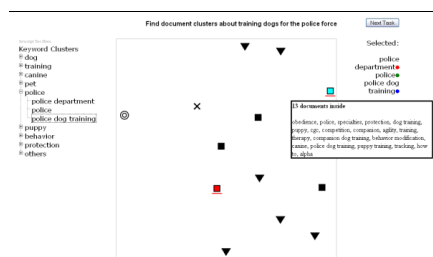 Find document clusters about training dogs for the police force
Next Task
Keyword Clusters
dog
training
canine
pet
police
police department
police
police dog training
puppy
behavior
protection
others
Selected:
police
department
police
police dog
training
13 documents inside
obedience, police, specialties, protection, dog training,
puppy, cgc, competition, companion, agility, training,
therapy, companion dog training, behavior modification,
canine, police dog training, puppy training, tracking, how
to, alpha